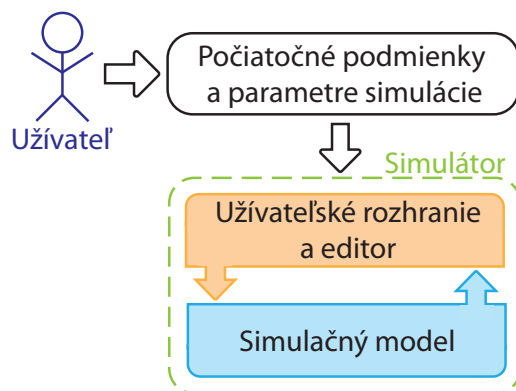 Počiatočné podmienky
a parametre simulácie
Užívateľ
Simulátor
Užívateľské rozhranie
a editor
Simulačný model